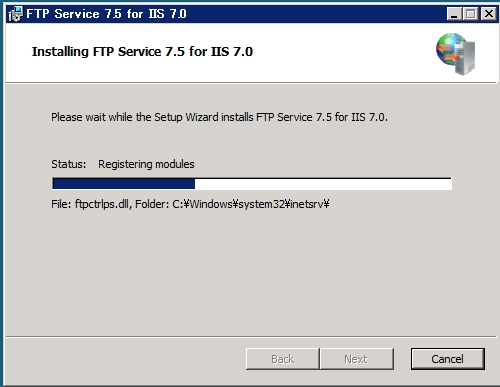 FTP Service 7.5 for IIS 7.0
Installing FTP Service 7.5 for IIS 7.0
Please wait while the Setup Wizard installs FTP Service 7.5 for IIS 7.0.
Status: Registering modules
File: ftpctrlps.dll, Folder: C:¥Windows¥system32¥inetsrv¥
Back Next Cancel